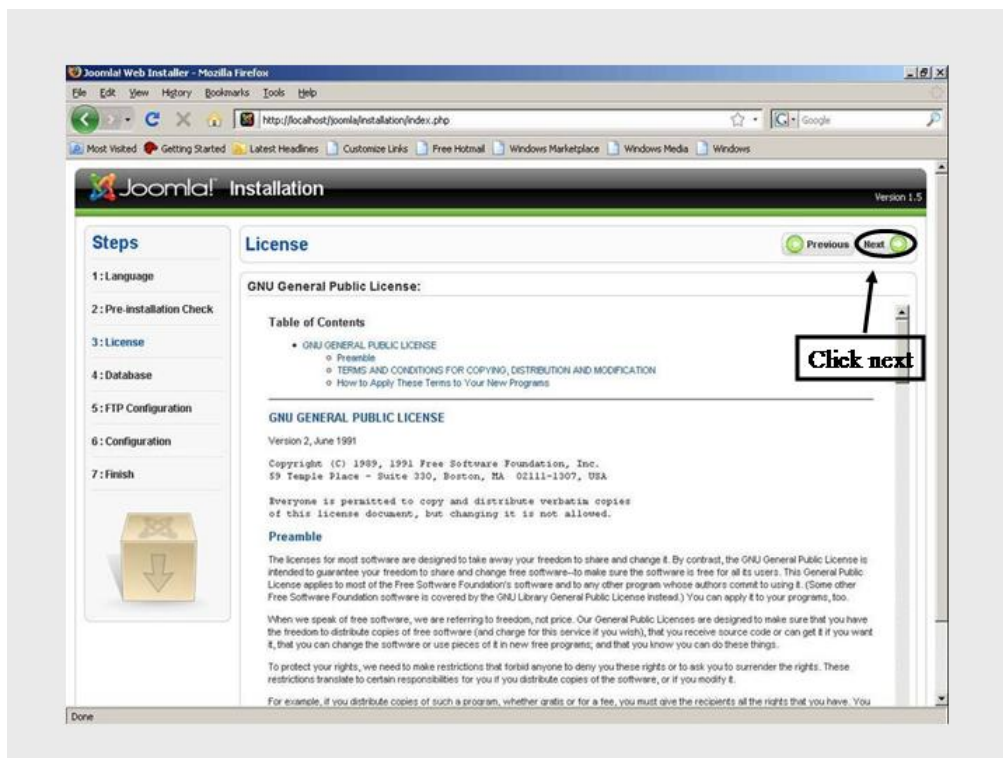 Joomla! Web Installer - Mozilla Firefox
File Edit View History Bookmarks Tools Help
http://localhost/joomla/installation/index.php
Google
Most Visited Getting Started Latest Headlines Customize Links Free Hotmail Windows Marketplace Windows Media Windows
Joomla! Installation
Version 1.5
Steps
1 : Language
2 : Pre-installation Check
3 : License
4 : Database
5 : FTP Configuration
6 : Configuration
7 : Finish
License
Previous Next
Click next
GNU General Public License:
Table of Contents
GNU GENERAL PUBLIC LICENSE
Preamble
TERMS AND CONDITIONS FOR COPYING, DISTRIBUTION AND MODIFICATION
How to Apply These Terms to Your New Programs
GNU GENERAL PUBLIC LICENSE
Version 2, June 1991
Copyright (C) 1989, 1991 Free Software Foundation, Inc.
59 Temple Place - Suite 330, Boston, MA 02111-1307, USA
Everyone is permitted to copy and distribute verbatim copies
of this license document, but changing it is not allowed.
Preamble
The licenses for most software are designed to take away your freedom to share and change it. By contrast, the GNU General Public License is
intended to guarantee your freedom to share and change free software--to make sure the software is free for all its users. This General Public
License applies to most of the Free Software Foundation's software and to any other program whose authors commit to using it. (Some other
Free Software Foundation software is covered by the GNU Library General Public License instead.) You can apply it to your programs, too.
When we speak of free software, we are referring to freedom, not price. Our General Public Licenses are designed to make sure that you have
the freedom to distribute copies of free software (and charge for this service if you wish), that you receive source code or can get it if you want
it, that you can change the software or use pieces of it in new free programs; and that you know you can do these things.
To protect your rights, we need to make restrictions that forbid anyone to deny you these rights or to ask you to surrender the rights. These
restrictions translate to certain responsibilities for you if you distribute copies of the software, or if you modify it.
For example, if you distribute copies of such a program, whether gratis or for a fee, you must give the recipients all the rights that you have. You
Done